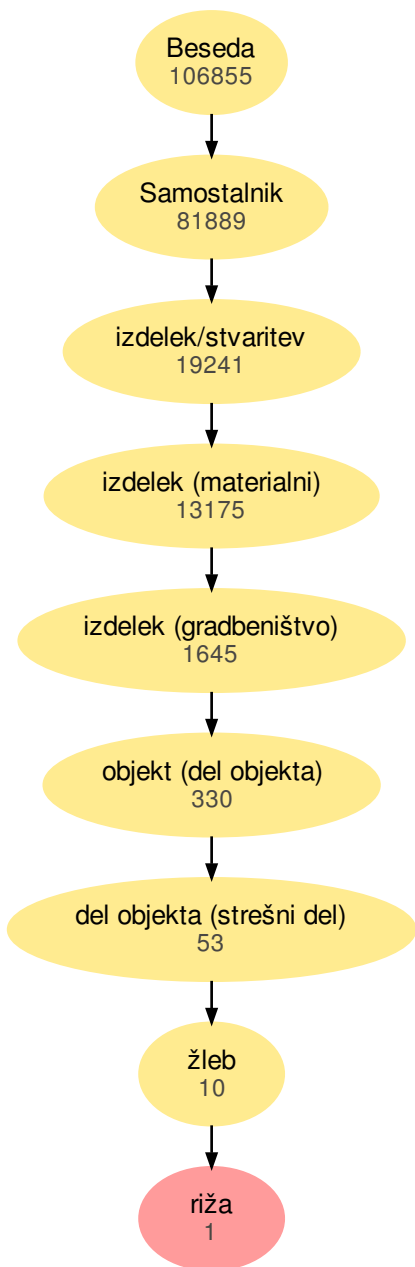 Beseda
106855
Samostalnik
81889
izdelek/stvaritev
19241
izdelek (materialni)
13175
izdelek (gradbeništvo)
1645
objekt (del objekta)
330
del objekta (strešni del)
53
žleb
10
riža
1